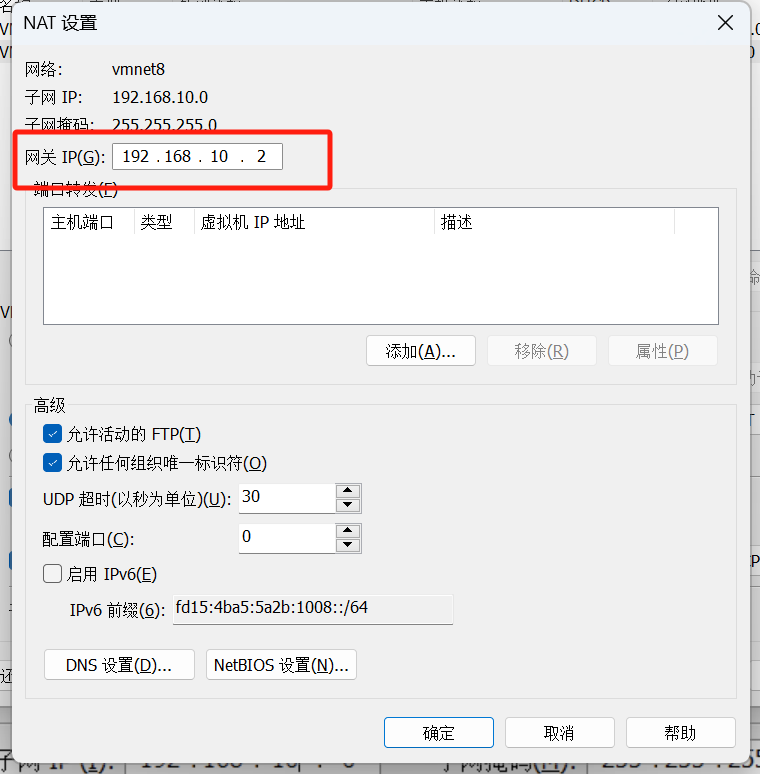 NAT 设置
网络: vmnet8
子网 IP: 192.168.10.0
子网掩码: 255.255.255.0
网关 IP(G): 192 . 168 . 10 . 2
端口转发(F)
主机端口 类型 虚拟机 IP 地址 描述
添加(A)... 移除(R) 属性(P)
高级
允许活动的 FTP(T)
允许任何组织唯一标识符(O)
UDP 超时(以秒为单位)(U): 30
配置端口(C): 0
启用 IPv6(E)
IPv6 前缀(6): fd15:4ba5:5a2b:1008::/64
DNS 设置(D)... NetBIOS 设置(N)...
确定 取消 帮助